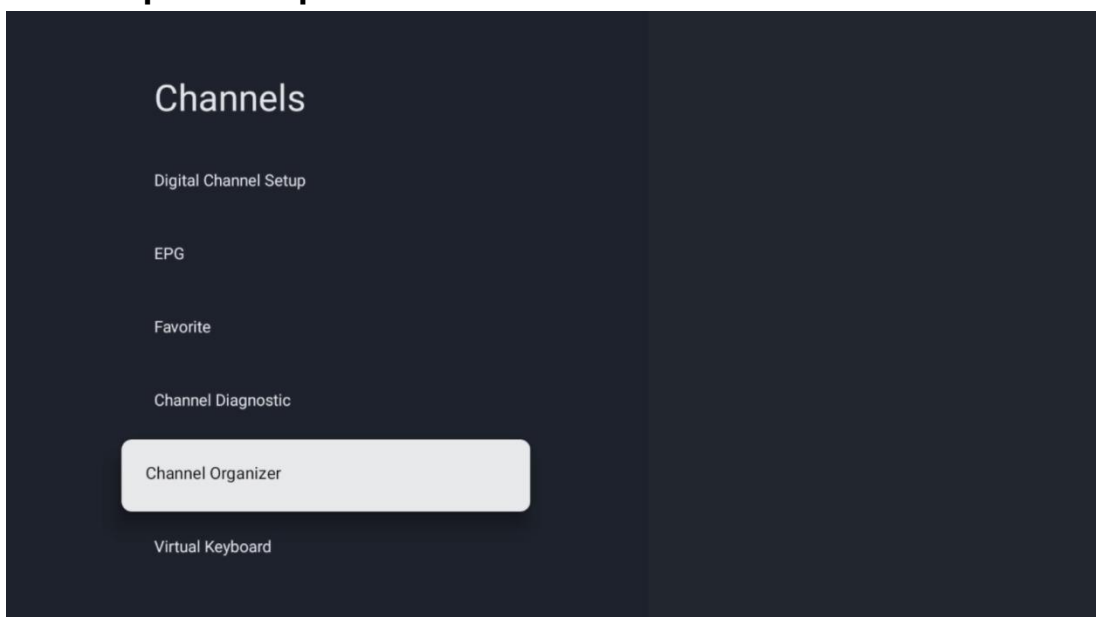 Channels
Digital Channel Setup
EPG
Favorite
Channel Diagnostic
Channel Organizer
Virtual Keyboard